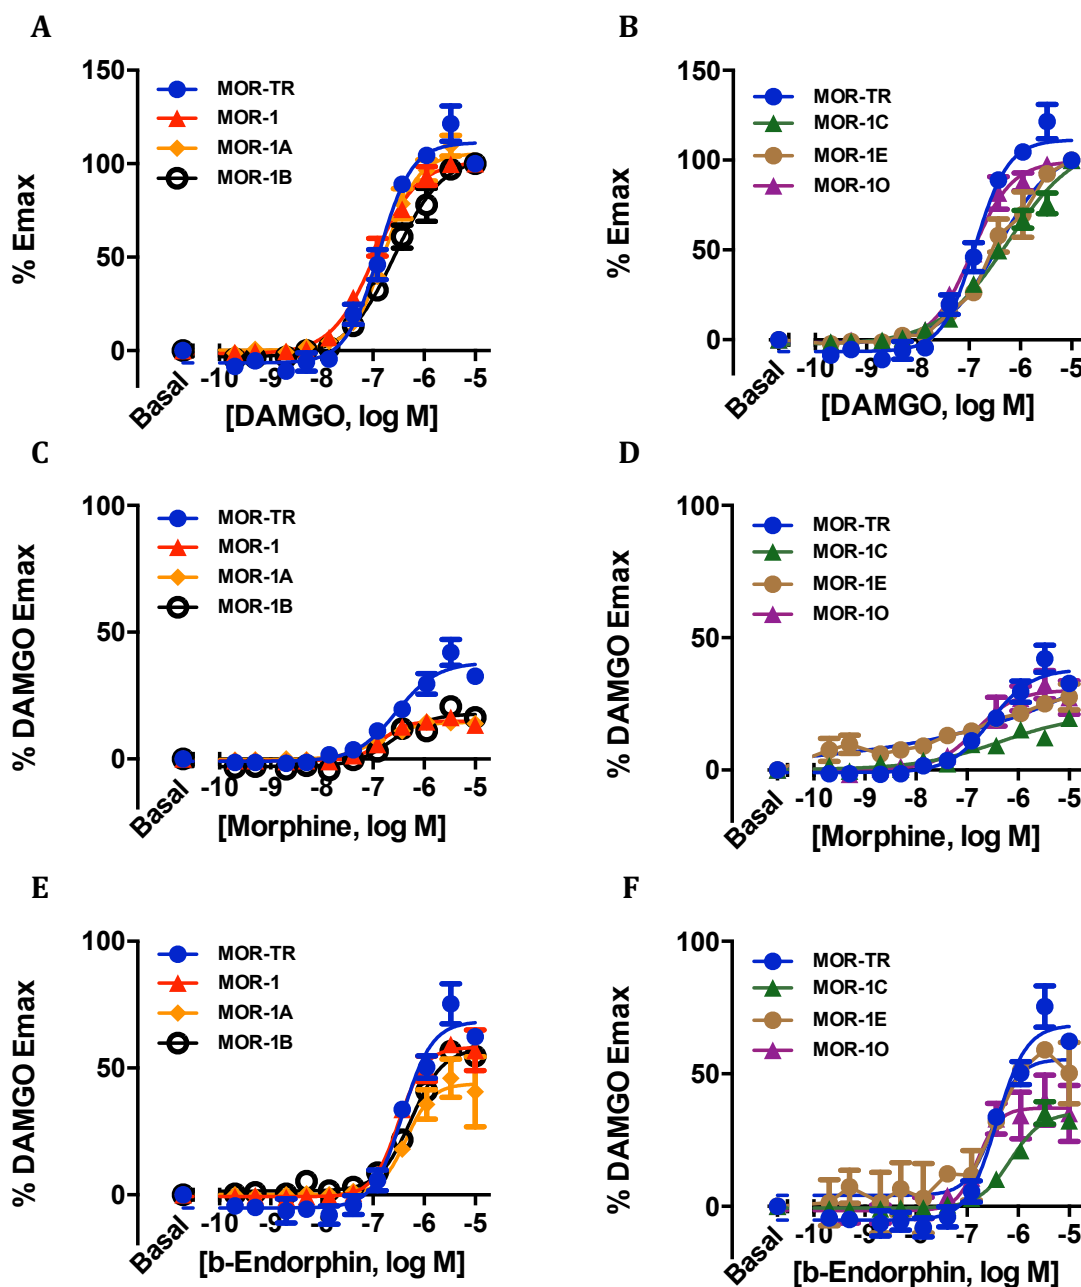 A
150
100
50
0
% Emax
MOR-TR
MOR-1
MOR-1A
MOR-1B
Basal
-10 -9 -8 -7 -6 -5
[DAMGO, log M]
B
150
100
50
0
% Emax
MOR-TR
MOR-1C
MOR-1E
MOR-1O
Basal
-10 -9 -8 -7 -6 -5
[DAMGO, log M]
C
100
50
0
% DAMGO Emax
MOR-TR
MOR-1
MOR-1A
MOR-1B
Basal
-10 -9 -8 -7 -6 -5
[Morphine, log M]
D
100
50
0
% DAMGO Emax
MOR-TR
MOR-1C
MOR-1E
MOR-1O
Basal
-10 -9 -8 -7 -6 -5
[Morphine, log M]
E
100
50
0
% DAMGO Emax
MOR-TR
MOR-1
MOR-1A
MOR-1B
Basal
-10 -9 -8 -7 -6 -5
[b-Endorphin, log M]
F
100
50
0
% DAMGO Emax
MOR-TR
MOR-1C
MOR-1E
MOR-1O
Basal
-10 -9 -8 -7 -6 -5
[b-Endorphin, log M]